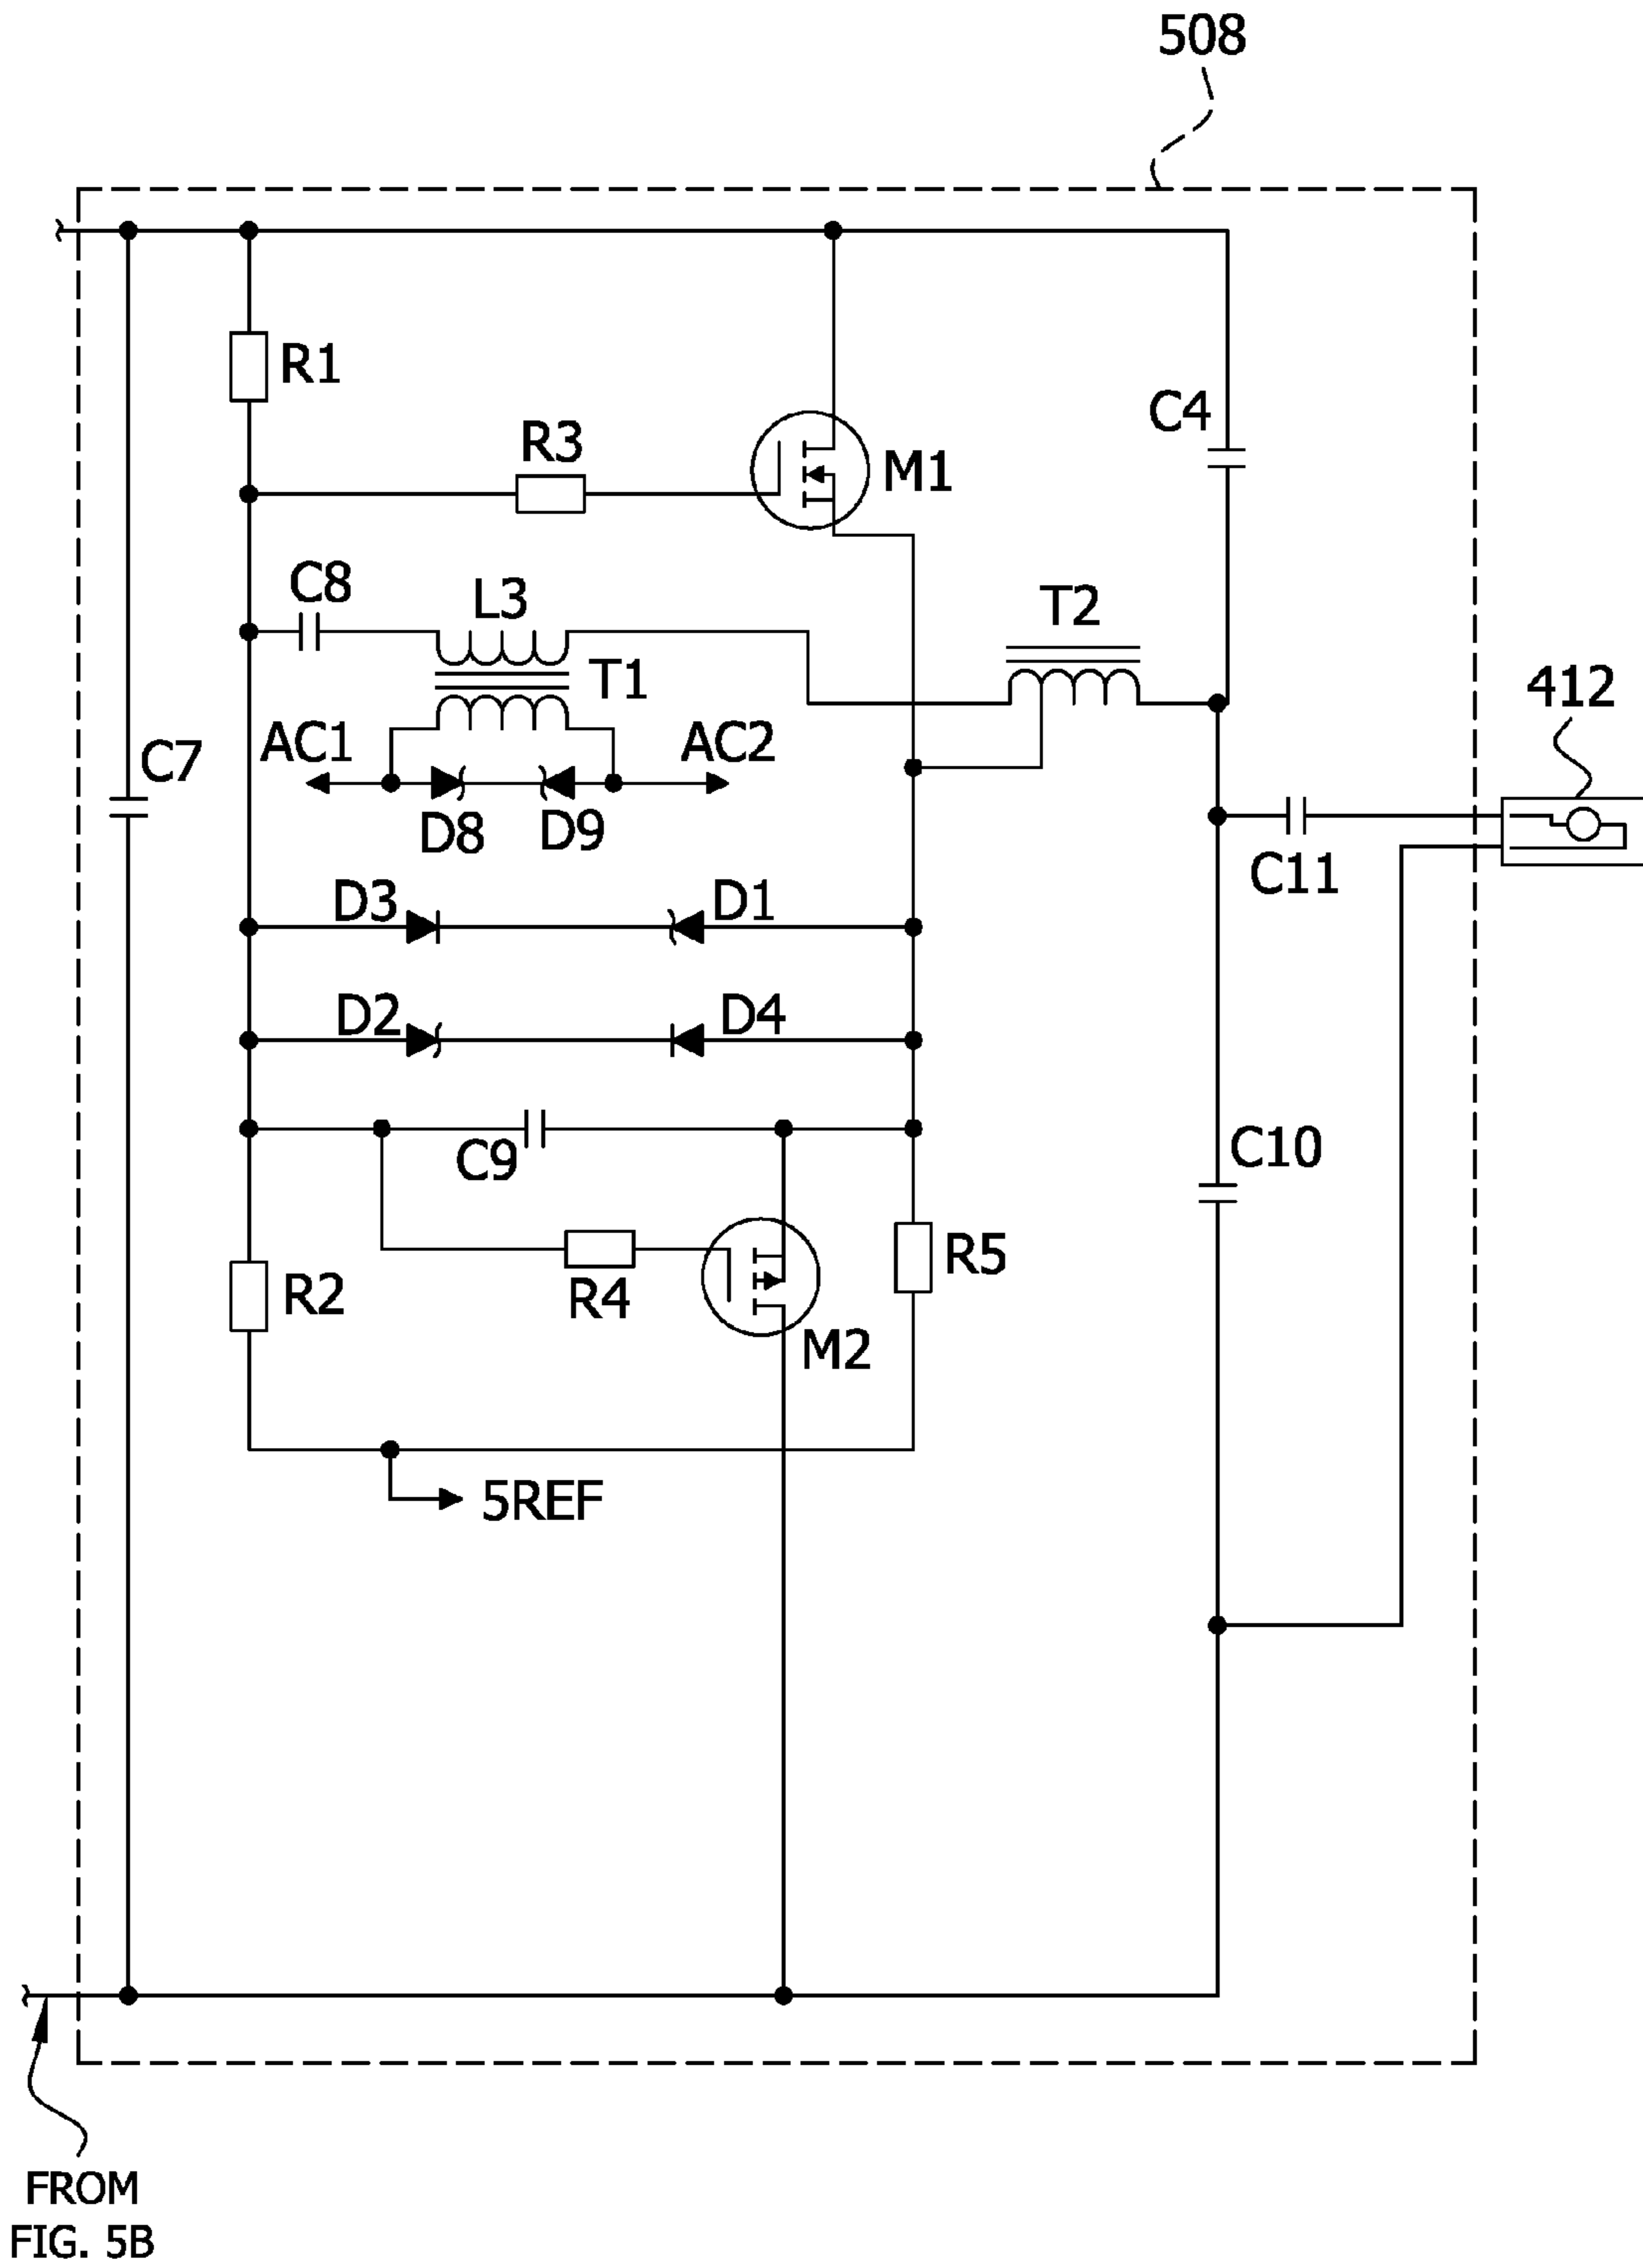 508
R1
R3
M1
C4
C8
L3
T2
T1
412
AC1
AC2
C7
D8
D9
C11
D3
D1
D2
D4
C9
C10
R2
R4
R5
M2
5REF
FROM
FIG. 5B